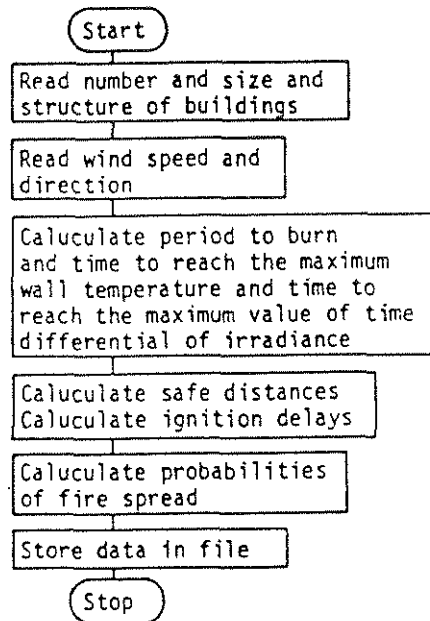 Start
Read number and size and
structure of buildings
Read wind speed and
direction
Caluculate period to burn
and time to reach the maximum
wall temperature and time to
reach the maximum value of time
differential of irradiance
Caluculate safe distances
Caluculate ignition delays
Caluculate probabilities
of fire spread
Store data in file
Stop